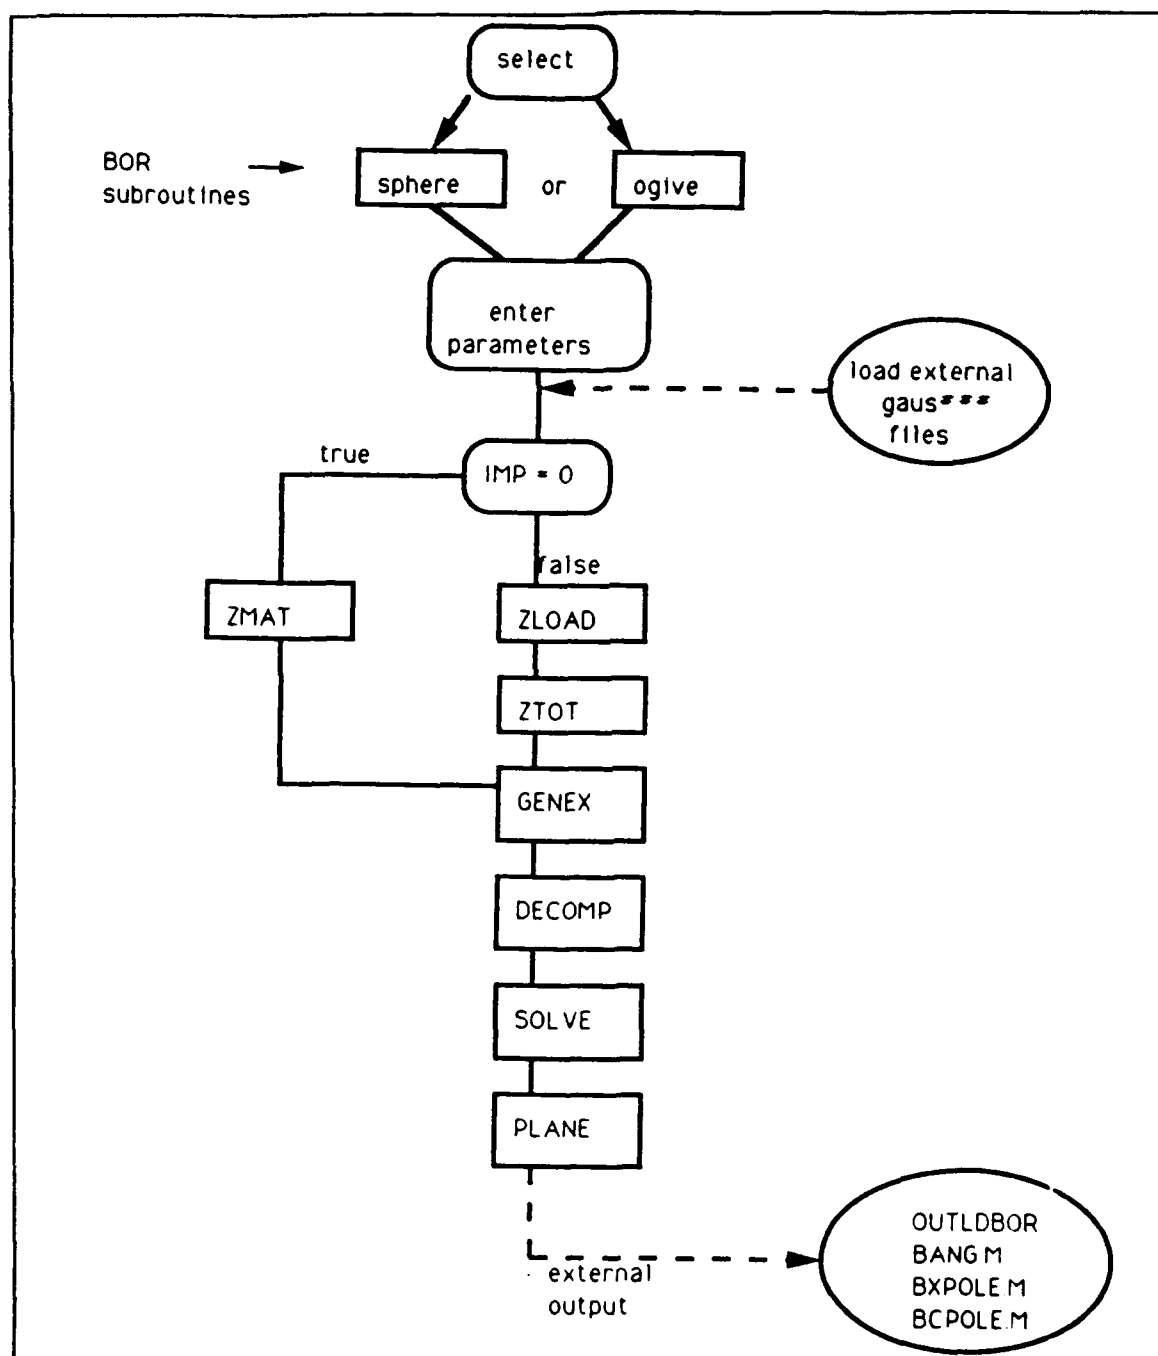 select
BOR
subroutines
sphere
or
ogive
enter
parameters
load external
gaus###
files
true
IMP = 0
false
ZMAT
ZLOAD
ZTOT
GENEX
DECOMP
SOLVE
PLANE
external
output
OUTLDBOR
BANG.M
BXPOLE.M
BCPOLE.M